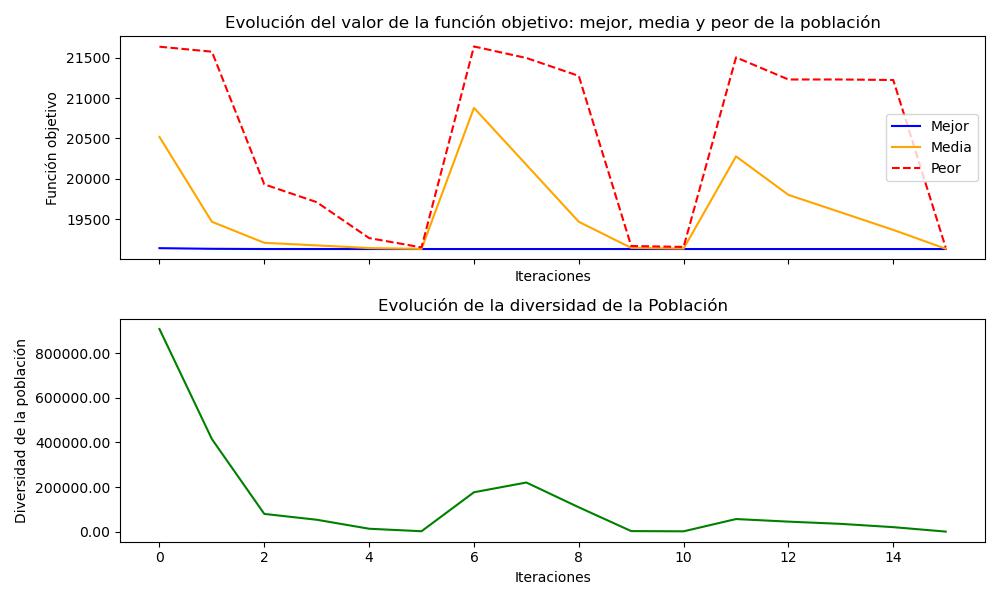 Evolución del valor de la función objetivo: mejor, media y peor de la población
Función objetivo
21500
21000
20500
20000
19500
Mejor
Media
Peor
Iteraciones
Evolución de la diversidad de la Población
Diversidad de la población
800000.00
600000.00
400000.00
200000.00
0.00
0 2 4 6 8 10 12 14
Iteraciones